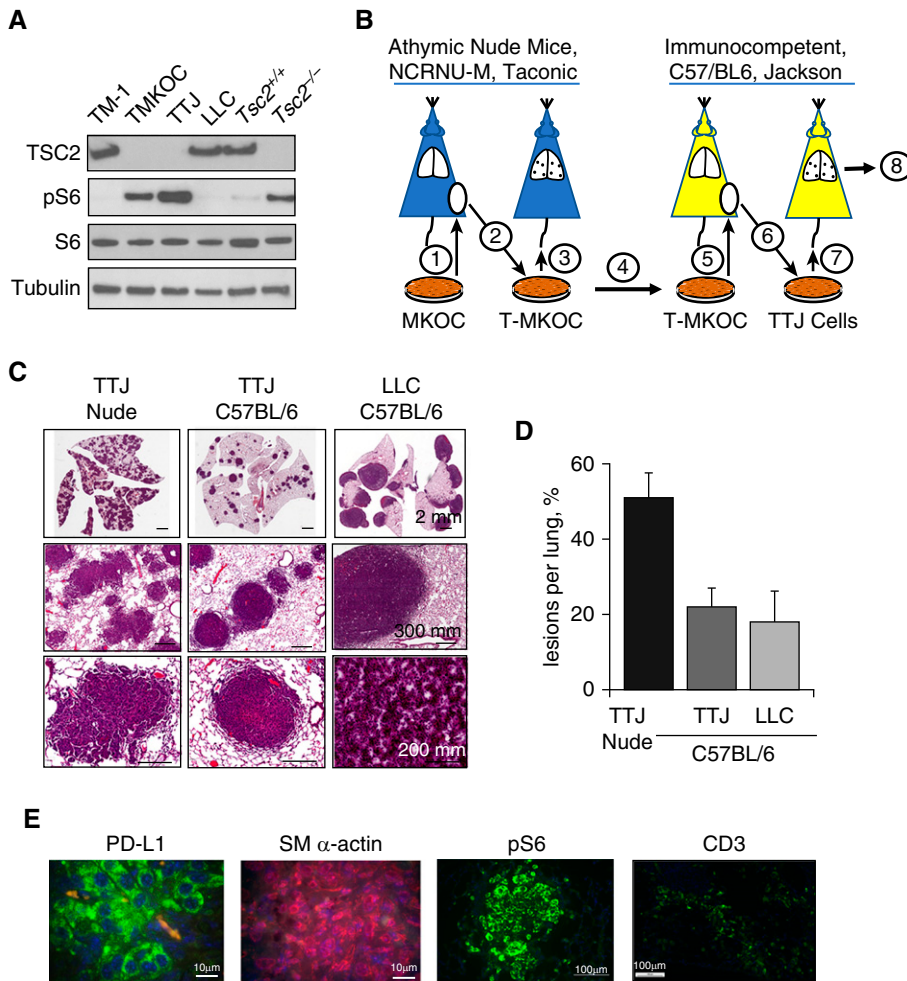 A
TM-1 TMKOC TTJ LLC Tsc2+/+ Tsc2−/−
TSC2
pS6
S6
Tubulin
B
Athymic Nude Mice,
NCRNU-M, Taconic
Immunocompetent,
C57/BL6, Jackson
1 2 3 4 5 6 7 8
MKOC T-MKOC T-MKOC TTJ Cells
C
TTJ
Nude
TTJ
C57BL/6
LLC
C57BL/6
2 mm
300 mm
200 mm
D
lesions per lung, %
60
40
20
0
TTJ
Nude
TTJ LLC
C57BL/6
E
PD-L1 SM α-actin pS6 CD3
10μm 10μm 100μm 100μm